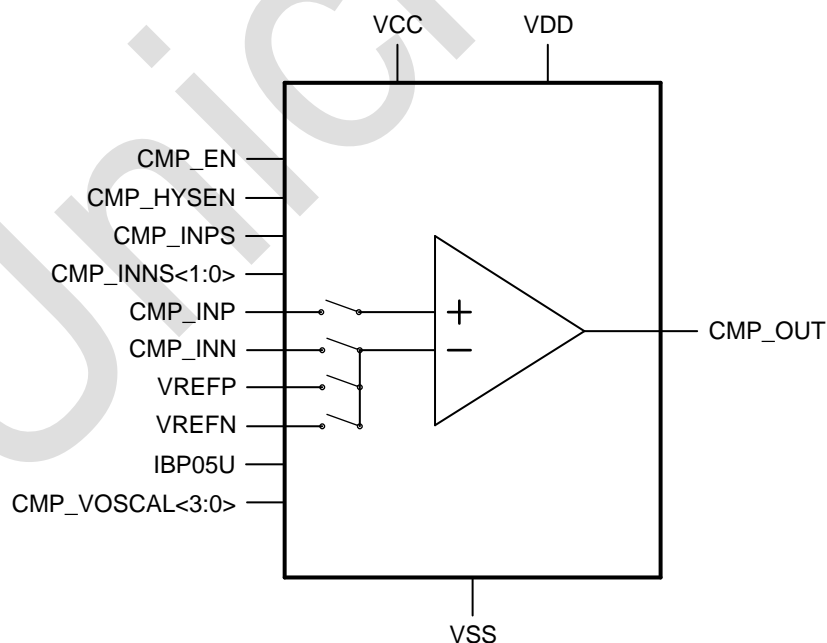 VCC
VDD
CMP_EN
CMP_HYSEN
CMP_INPS
CMP_INNS<1:0>
CMP_INP
CMP_INN
VREFP
VREFN
IBP05U
CMP_VOSCAL<3:0>
+
−
CMP_OUT
VSS